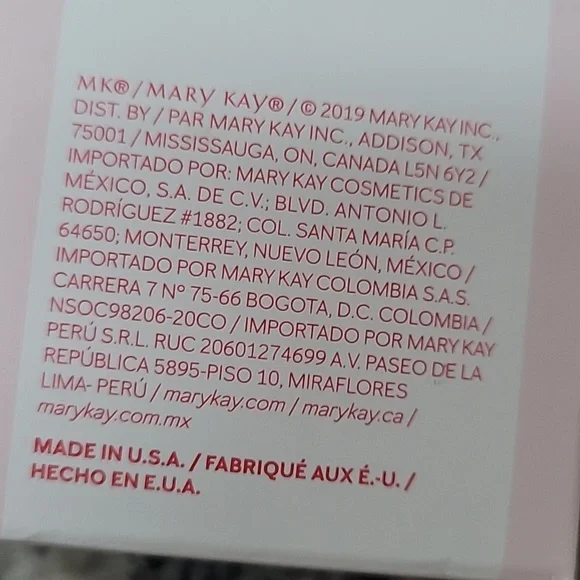 MK® / MARY KAY® / © 2019 MARY KAY INC.,
DIST. BY / PAR MARY KAY INC., ADDISON, TX
75001 / MISSISSAUGA, ON, CANADA L5N 6Y2 /
IMPORTADO POR: MARY KAY COSMETICS DE
MÉXICO, S.A. DE C.V.; BLVD. ANTONIO L.
RODRÍGUEZ #1882; COL. SANTA MARÍA C.P.
64650; MONTERREY, NUEVO LEÓN, MÉXICO /
IMPORTADO POR MARY KAY COLOMBIA S.A.S.
CARRERA 7 Nº 75-66 BOGOTA, D.C. COLOMBIA /
NSOC98206-20CO / IMPORTADO POR MARY KAY
PERÚ S.R.L. RUC 20601274699 A.V. PASEO DE LA
REPÚBLICA 5895-PISO 10, MIRAFLORES
LIMA- PERÚ / marykay.com / marykay.ca /
marykay.com.mx
MADE IN U.S.A. / FABRIQUÉ AUX É.-U. /
HECHO EN E.U.A.